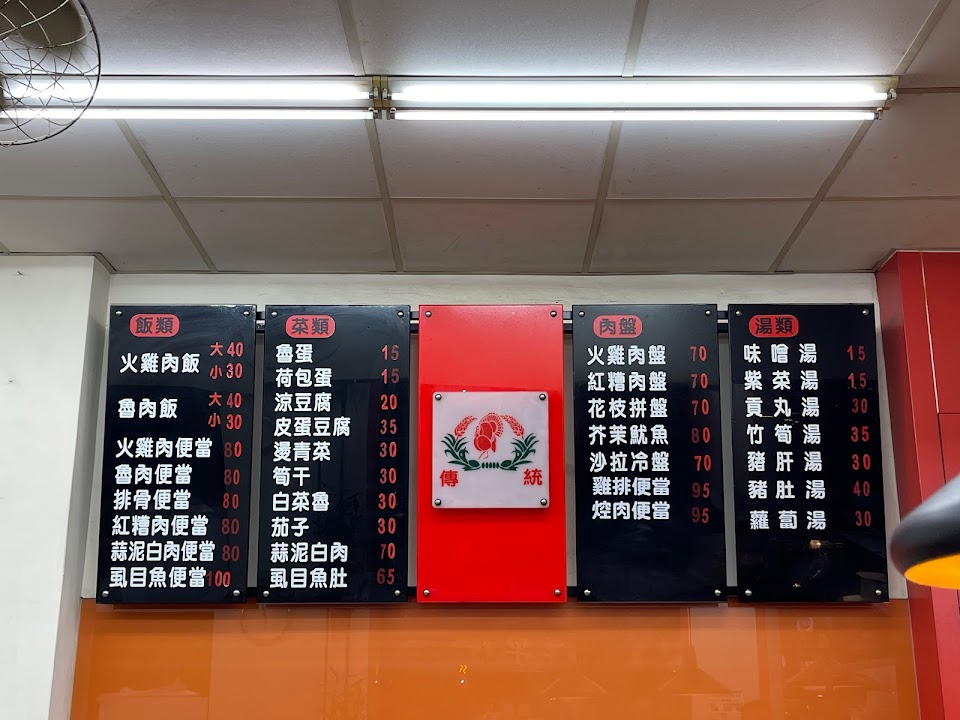 飯類
火雞肉飯 大 40
小 30
魯肉飯 大 40
小 30
火雞肉便當 80
魯肉便當 80
排骨便當 80
紅糟肉便當 80
蒜泥白肉便當 80
虱目魚便當 100
菜類
魯蛋 15
荷包蛋 15
涼豆腐 20
皮蛋豆腐 35
燙青菜 30
筍干 30
白菜魯 30
茄子 30
蒜泥白肉 70
虱目魚肚 65
傳統
肉盤
火雞肉盤 70
紅糟肉盤 70
花枝拼盤 70
芥茉魷魚 80
沙拉冷盤 70
雞排便當 95
焢肉便當 95
湯類
味噌湯 15
紫菜湯 15
貢丸湯 30
竹筍湯 35
豬肝湯 30
豬肚湯 40
蘿蔔湯 30